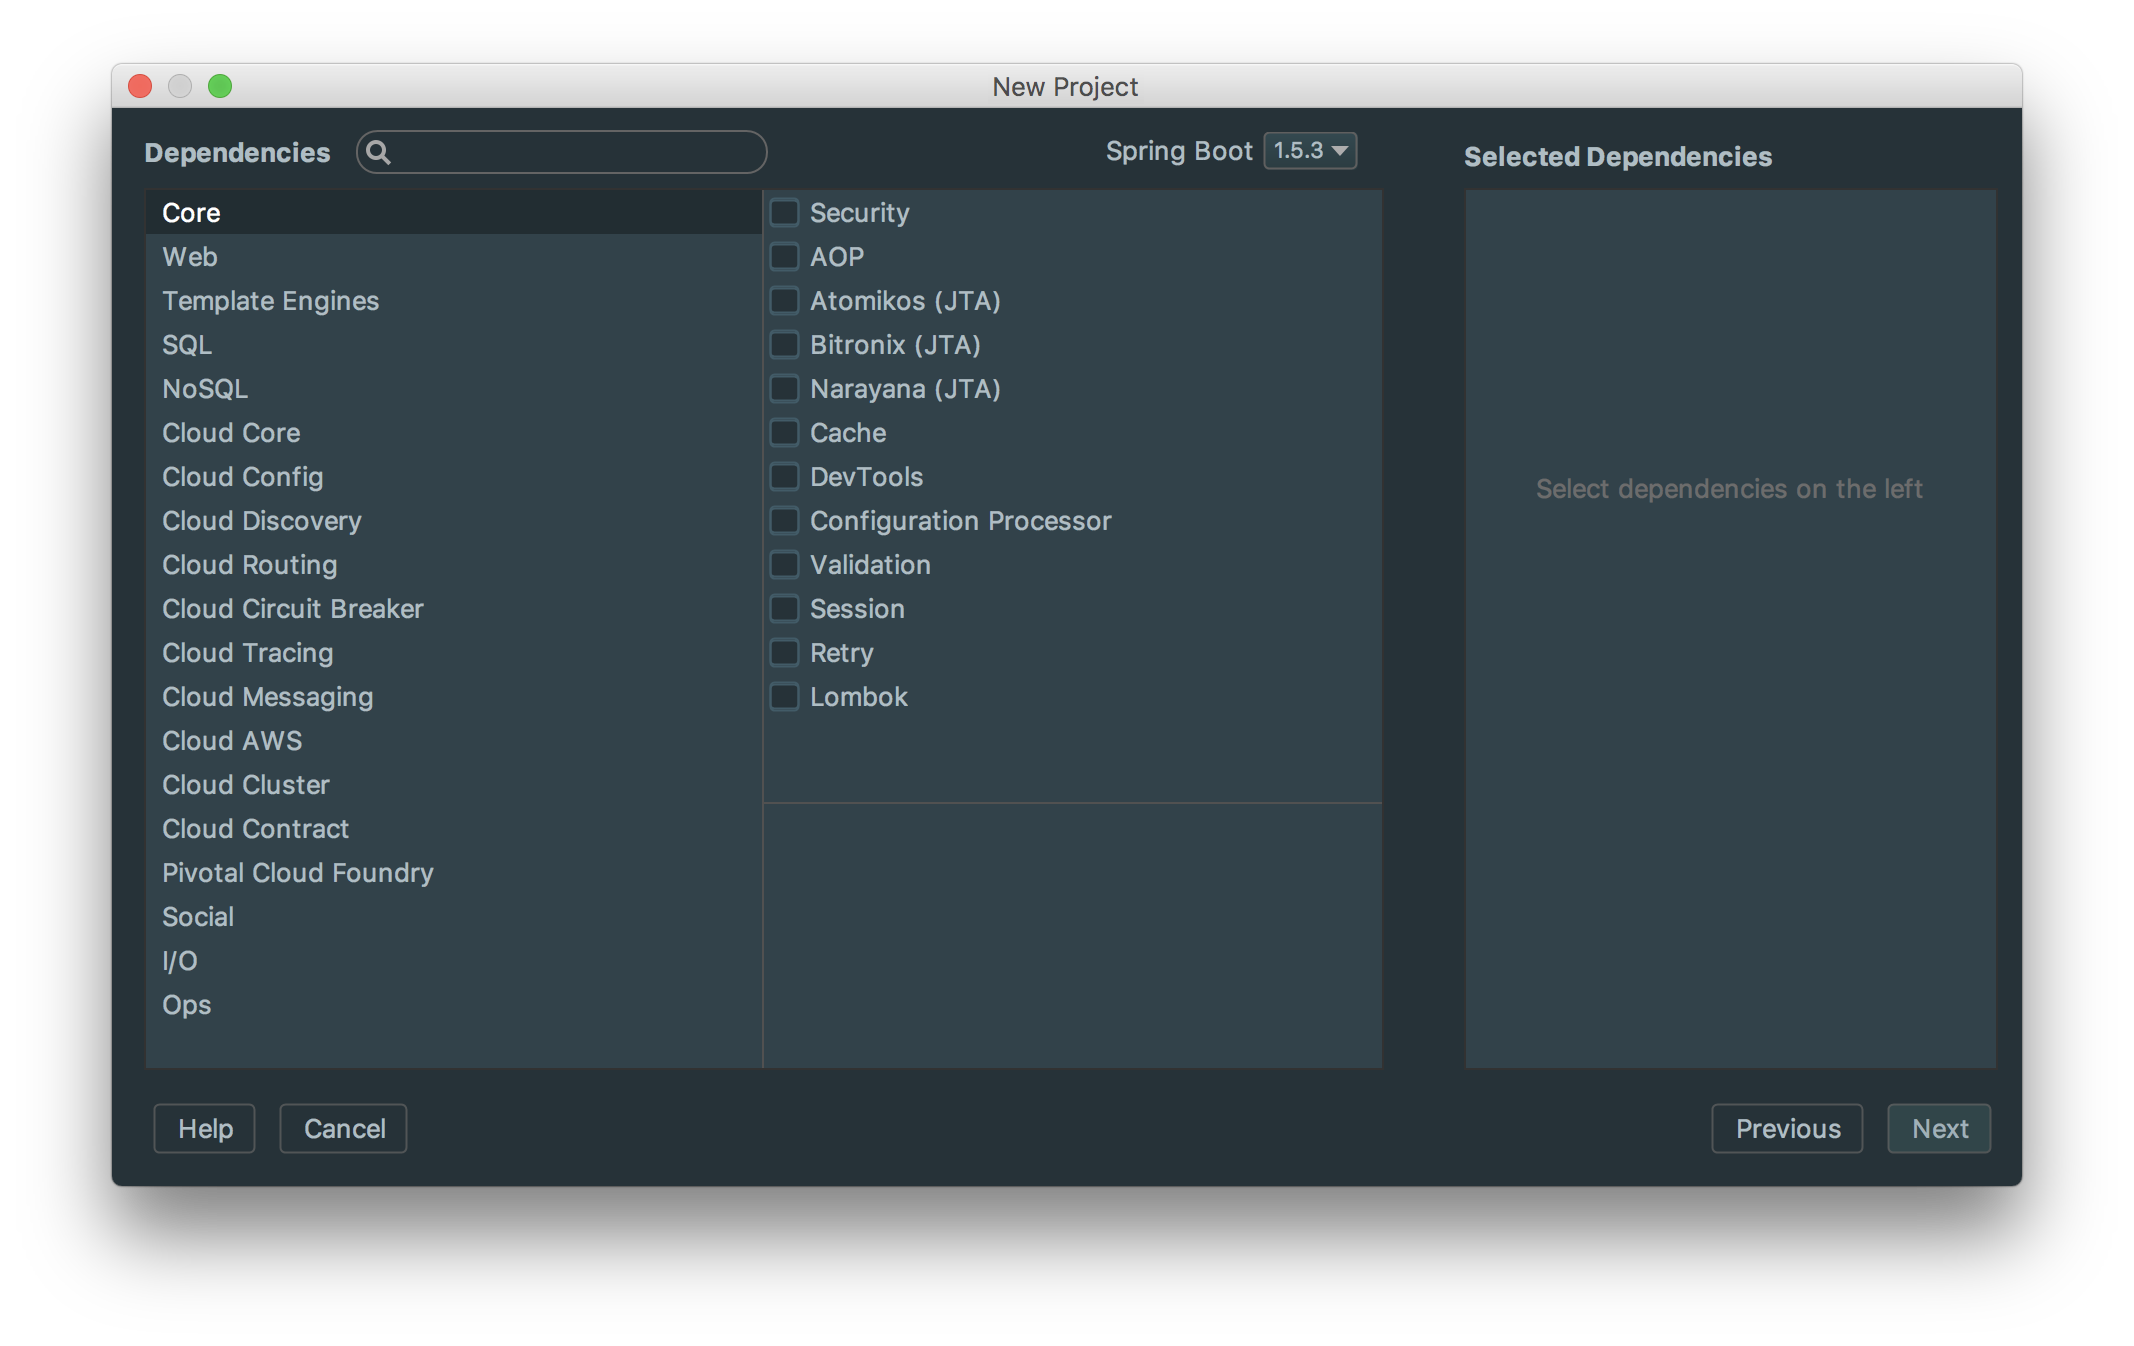 New Project
Dependencies
Spring Boot 1.5.3
Selected Dependencies
Core
Web
Template Engines
SQL
NoSQL
Cloud Core
Cloud Config
Cloud Discovery
Cloud Routing
Cloud Circuit Breaker
Cloud Tracing
Cloud Messaging
Cloud AWS
Cloud Cluster
Cloud Contract
Pivotal Cloud Foundry
Social
I/O
Ops
Security
AOP
Atomikos (JTA)
Bitronix (JTA)
Narayana (JTA)
Cache
DevTools
Configuration Processor
Validation
Session
Retry
Lombok
Select dependencies on the left
Help
Cancel
Previous
Next